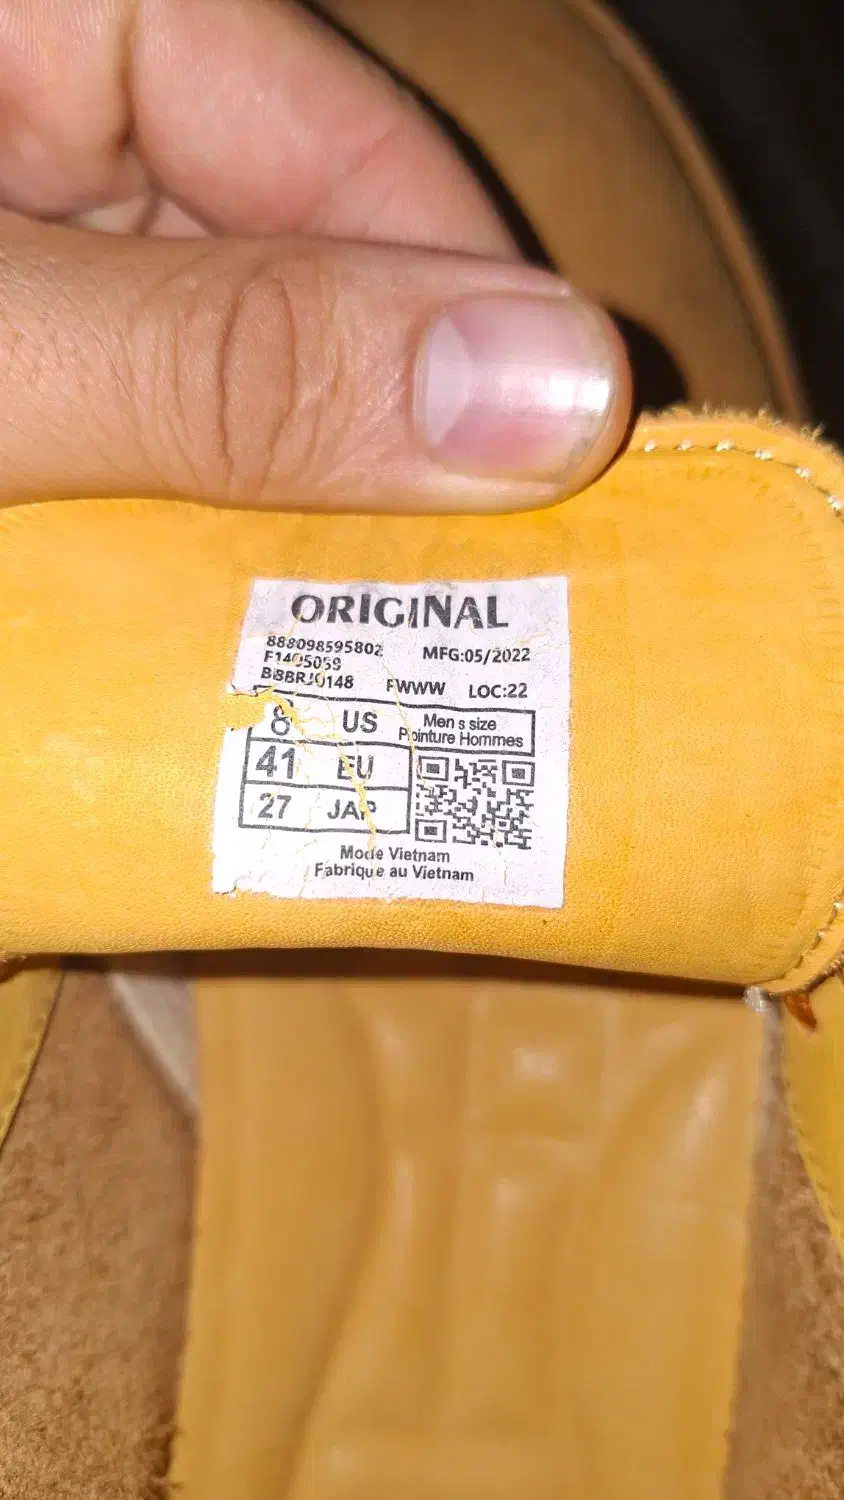 ORIGINAL
888098595802 MFG:05/2022
F1405059
BBBRJ0148 FWWW LOC:22
8 US Men s size
Pointure Hommes
41 EU
27 JAP
Mode Vietnam
Fabrique au Vietnam